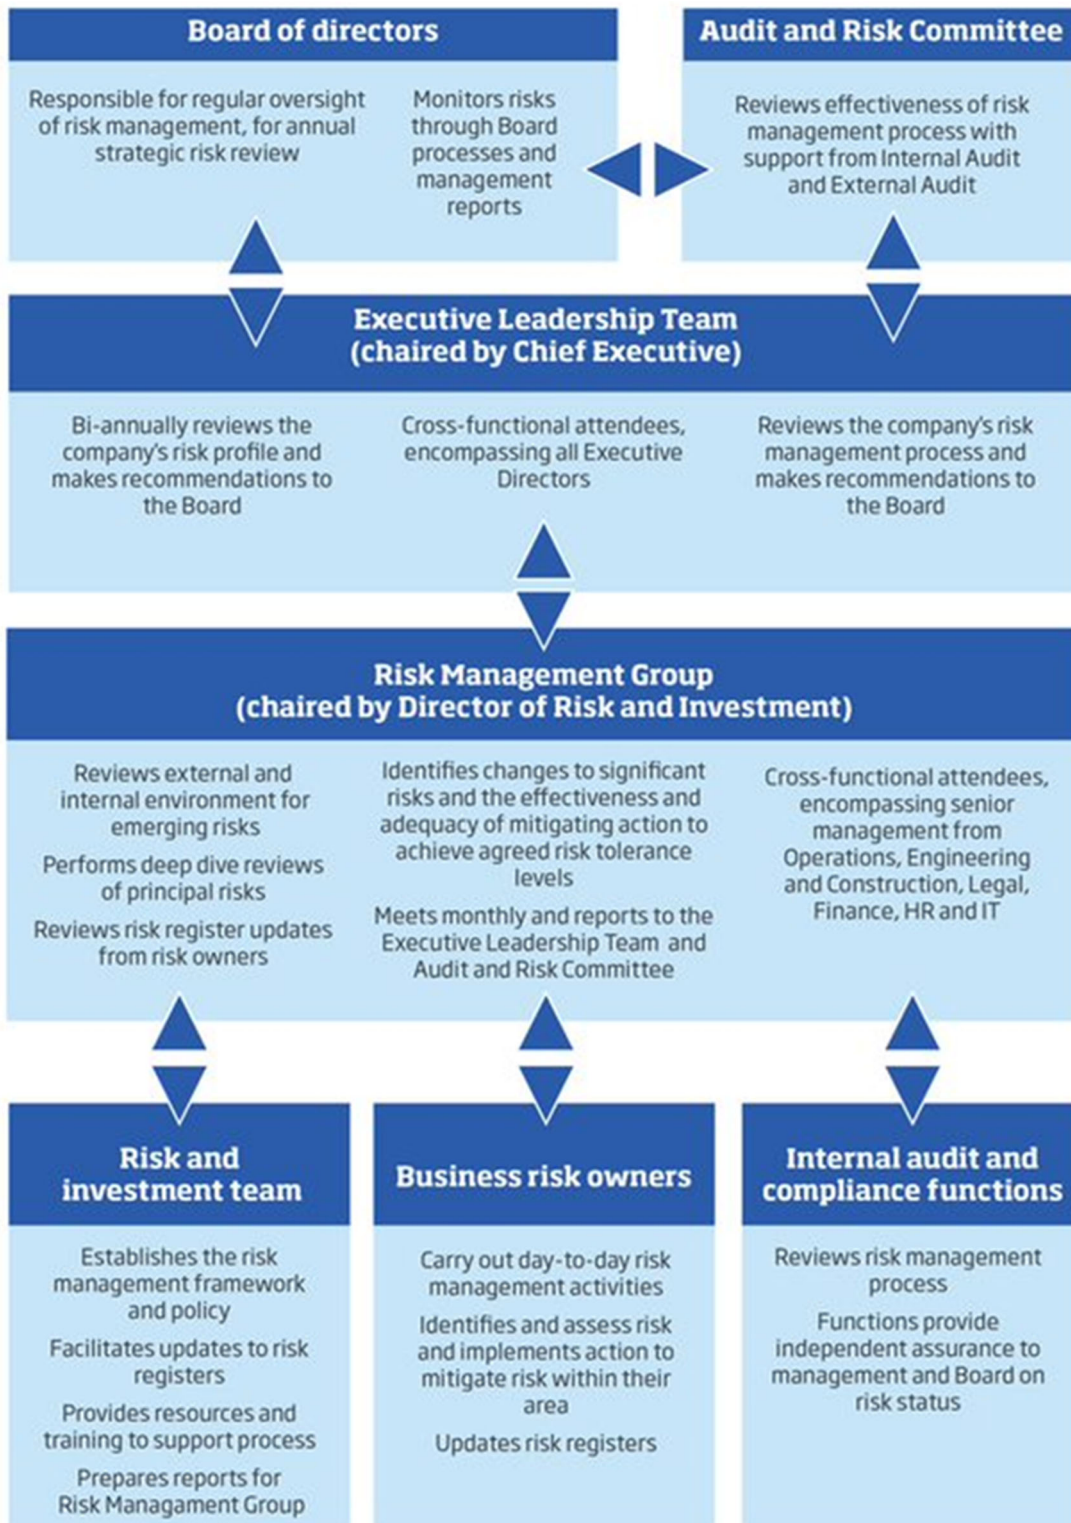 Board of directors
Responsible for regular oversight
of risk management, for annual
strategic risk review
Monitors risks
through Board
processes and
management
reports
Audit and Risk Committee
Reviews effectiveness of risk
management process with
support from Internal Audit
and External Audit
Executive Leadership Team
(chaired by Chief Executive)
Bi-annually reviews the
company's risk profile and
makes recommendations to
the Board
Cross-functional attendees,
encompassing all Executive
Directors
Reviews the company's risk
management process and
makes recommendations to
the Board
Risk Management Group
(chaired by Director of Risk and Investment)
Reviews external and
internal environment for
emerging risks
Performs deep dive reviews
of principal risks
Reviews risk register updates
from risk owners
Identifies changes to significant
risks and the effectiveness and
adequacy of mitigating action to
achieve agreed risk tolerance
levels
Meets monthly and reports to the
Executive Leadership Team and
Audit and Risk Committee
Cross-functional attendees,
encompassing senior
management from
Operations, Engineering
and Construction, Legal,
Finance, HR and IT
Risk and
investment team
Establishes the risk
management framework
and policy
Facilitates updates to risk
registers
Provides resources and
training to support process
Prepares reports for
Risk Managament Group
Business risk owners
Carry out day-to-day risk
management activities
Identifies and assess risk
and implements action to
mitigate risk within their
area
Updates risk registers
Internal audit and
compliance functions
Reviews risk management
process
Functions provide
independent assurance to
management and Board on
risk status